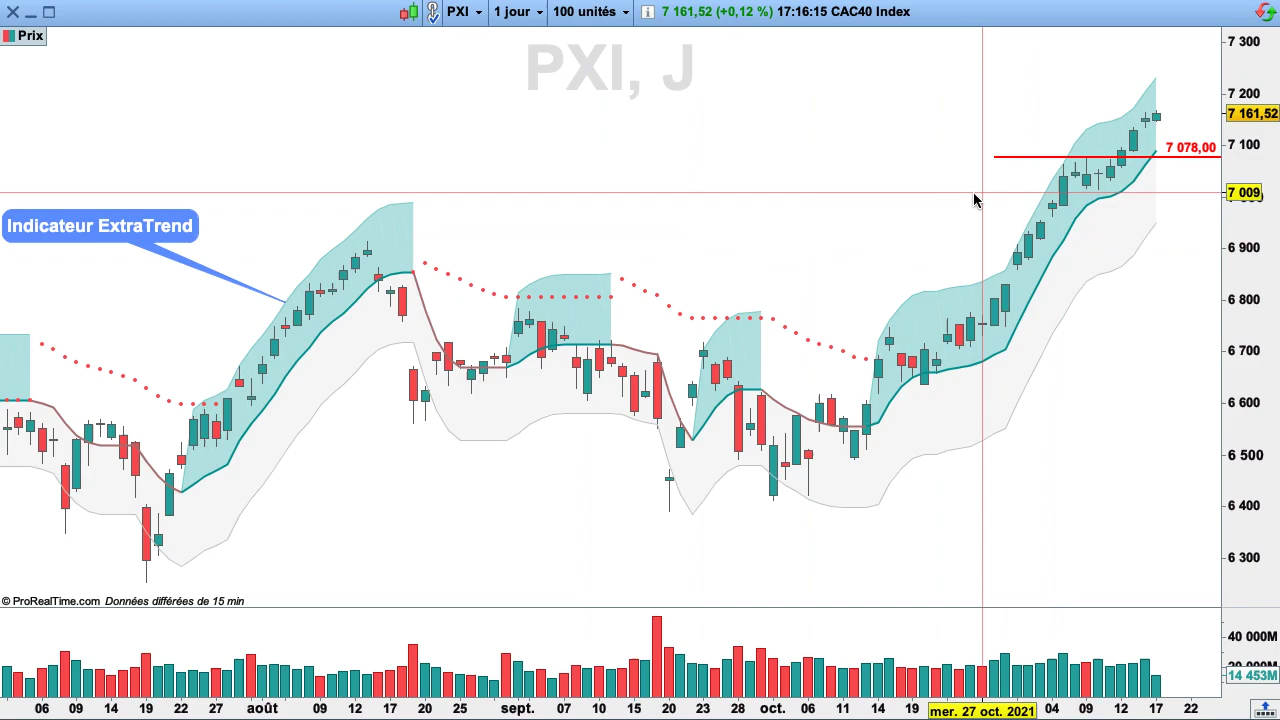 PXI
1 jour
100 unités
7 161,52 (+0,12 %) 17:16:15 CAC40 Index
Prix
PXI, J
7 300
7 200
7 161,52
7 100
7 078,00
7 009
6 900
6 800
6 700
6 600
6 500
6 400
6 300
Indicateur ExtraTrend
© ProRealTime.com Données différées de 15 min
40 000M
20 000M
14 453M
06 09 14 19 22 27 août 09 13 17 20 25 sept. 07 10 15 20 23 28 oct. 06 11 14 19 mer. 27 oct. 2021 04 09 12 17 22